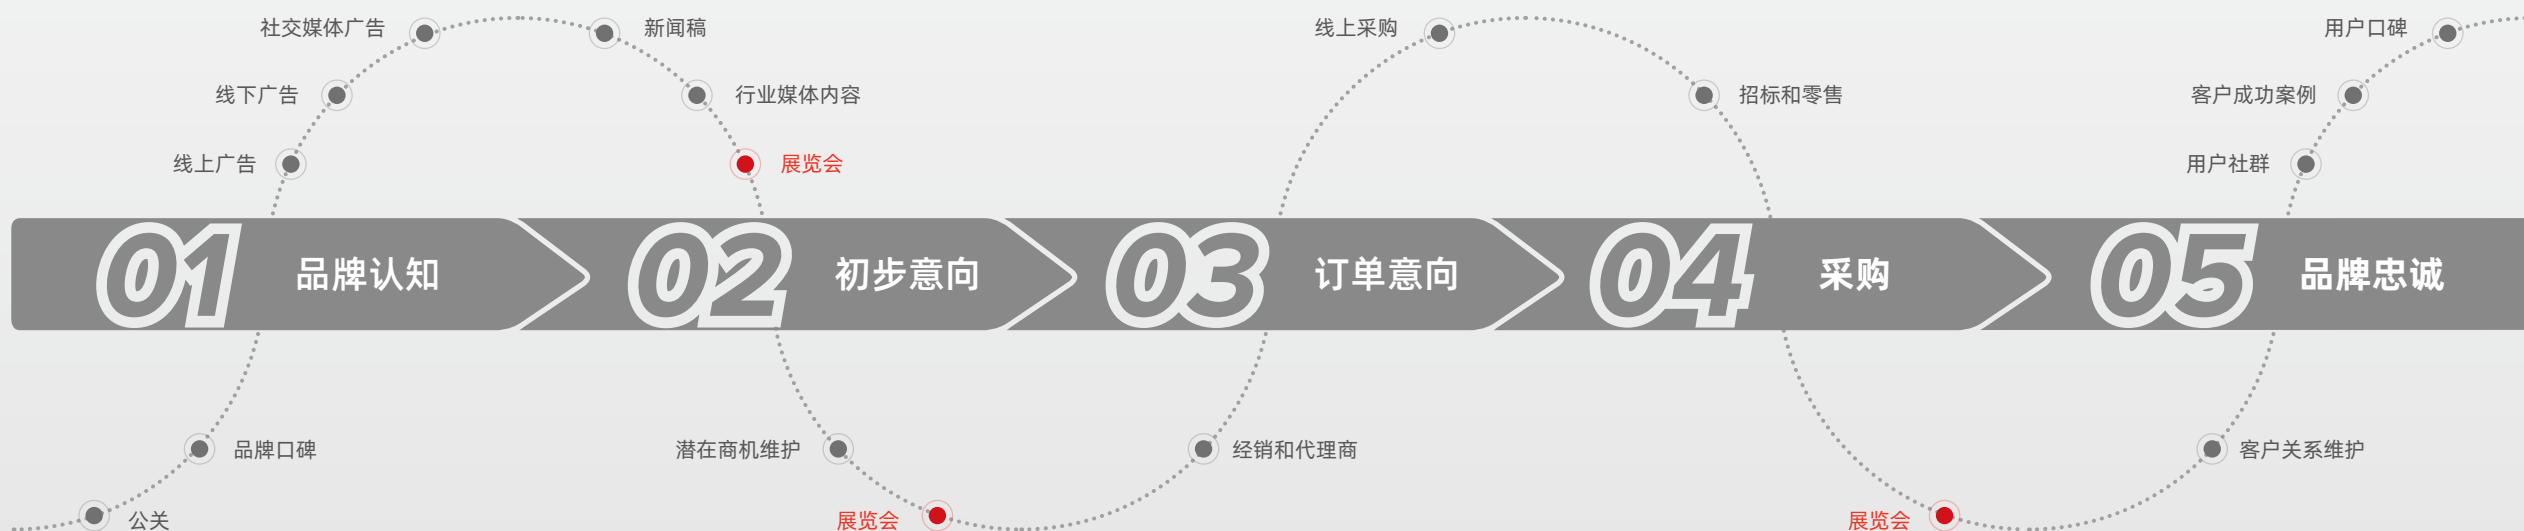 社交媒体广告
新闻稿
线上采购
用户口碑
线下广告
行业媒体内容
招标和零售
客户成功案例
线上广告
展览会
用户社群
01 品牌认知
02 初步意向
03 订单意向
04 采购
05 品牌忠诚
品牌口碑
潜在商机维护
经销和代理商
客户关系维护
公关
展览会
展览会